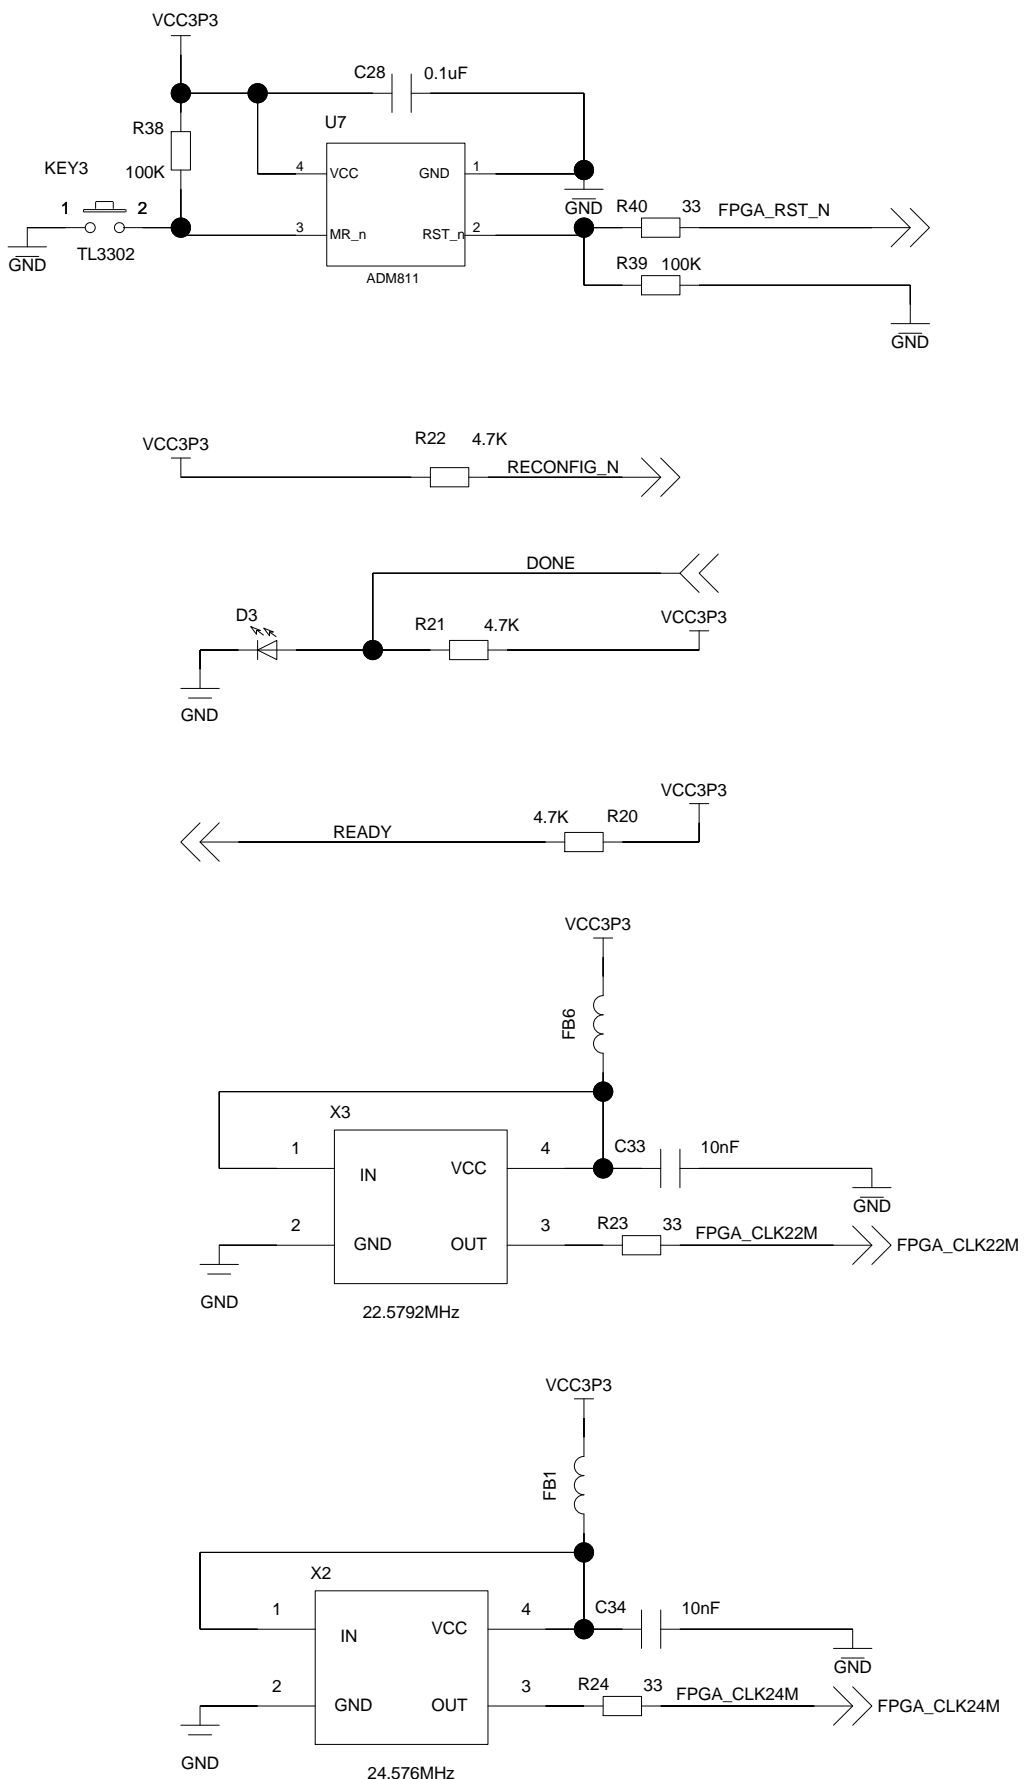 VCC3P3
C28 0.1uF
U7
R38
100K
KEY3
1 2
TL3302
GND
4 VCC GND 1
3 MR_n RST_n 2
ADM811
GND
R40 33 FPGA_RST_N
R39 100K
GND
VCC3P3
R22 4.7K
RECONFIG_N
DONE
D3
R21 4.7K
VCC3P3
GND
VCC3P3
4.7K R20
READY
VCC3P3
FB6
X3
1 IN VCC 4
C33 10nF
GND
2 GND OUT 3
R23 33 FPGA_CLK22M
FPGA_CLK22M
GND
22.5792MHz
VCC3P3
FB1
X2
1 IN VCC 4
C34 10nF
GND
2 GND OUT 3
R24 33 FPGA_CLK24M
FPGA_CLK24M
GND
24.576MHz